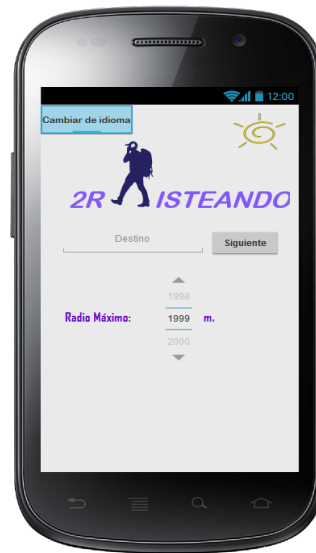 12:00
Cambiar de idioma
2R ISTEANDO
Destino
Siguiente
1998
Radio Máximo: 1999 m.
2000